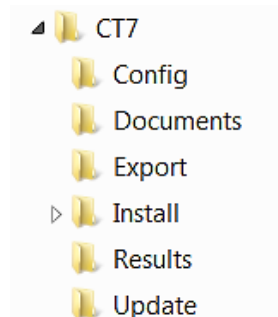 CT7
Config
Documents
Export
Install
Results
Update